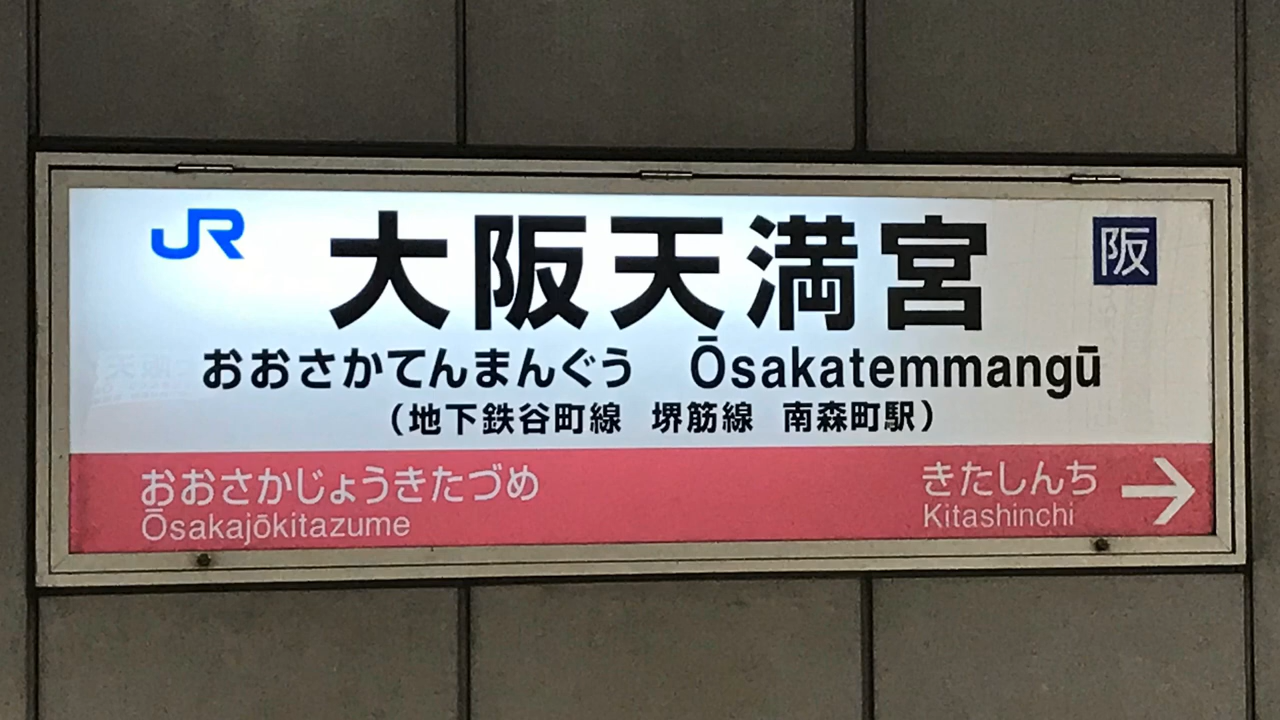 JR 大阪天満宮 阪
おおさかてんまんぐう Ōsakatemmangū
(地下鉄谷町線 堺筋線 南森町駅)
おおさかじょうきたづめ きたしんち →
Ōsakajōkitazume Kitashinchi